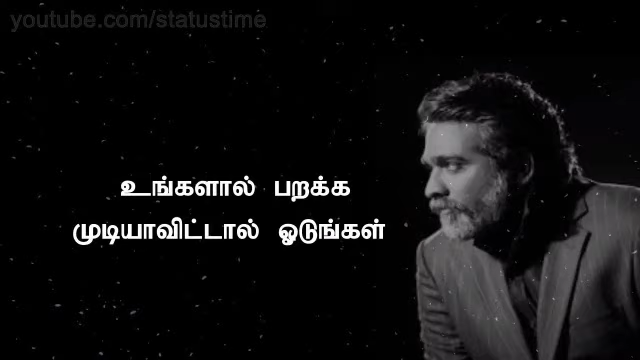 youtube.com/statustime
உங்களால் பறக்க
முடியாவிட்டால் ஓடுங்கள்